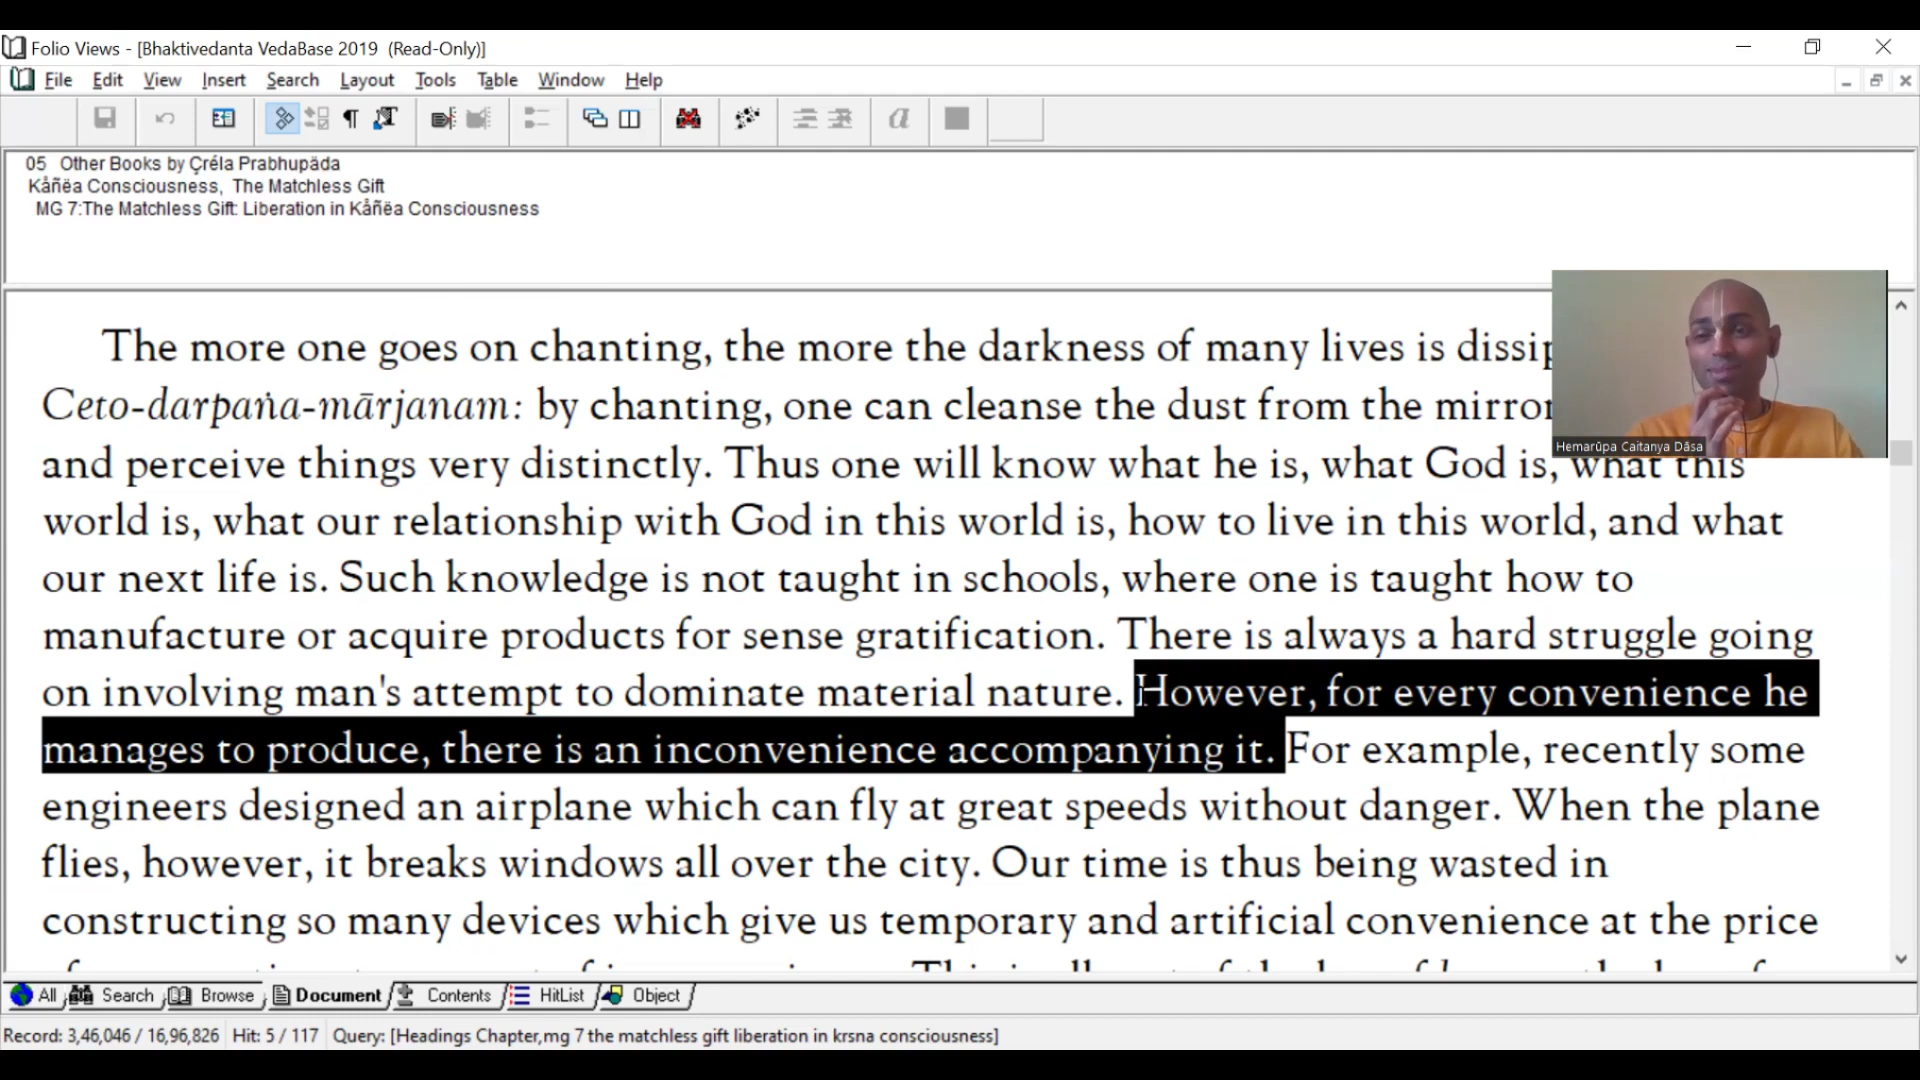 Folio Views - [Bhaktivedanta VedaBase 2019 (Read-Only)]
File Edit View Insert Search Layout Tools Table Window Help
05 Other Books by Çréla Prabhupäda
Kåñëa Consciousness, The Matchless Gift
MG 7:The Matchless Gift: Liberation in Kåñëa Consciousness
The more one goes on chanting, the more the darkness of many lives is dissip
Ceto-darpaṅa-mārjanam: by chanting, one can cleanse the dust from the mirror
Hemarūpa Caitanya Dāsa
and perceive things very distinctly. Thus one will know what he is, what God is, what this
world is, what our relationship with God in this world is, how to live in this world, and what
our next life is. Such knowledge is not taught in schools, where one is taught how to
manufacture or acquire products for sense gratification. There is always a hard struggle going
on involving man's attempt to dominate material nature. However, for every convenience he
manages to produce, there is an inconvenience accompanying it. For example, recently some
engineers designed an airplane which can fly at great speeds without danger. When the plane
flies, however, it breaks windows all over the city. Our time is thus being wasted in
constructing so many devices which give us temporary and artificial convenience at the price
All Search Browse Document Contents HitList Object
Record: 3,46,046 / 16,96,826 Hit: 5 / 117 Query: [Headings Chapter,mg 7 the matchless gift liberation in krsna consciousness]